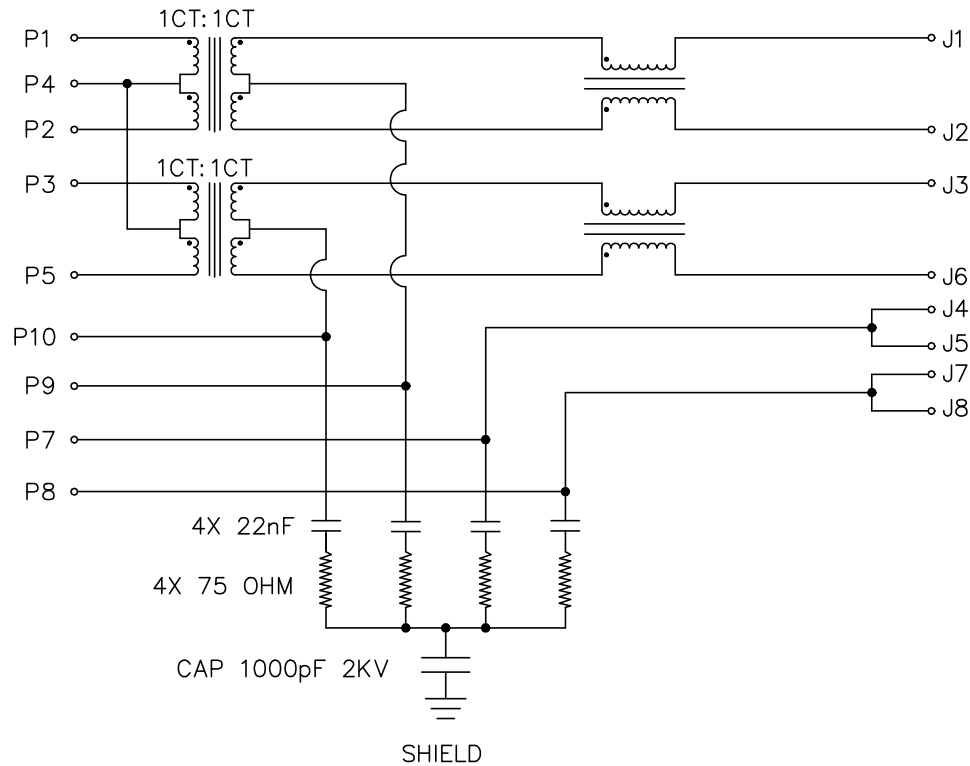 1CT:1CT
P1
J1
P4
P2
J2
1CT:1CT
P3
J3
P5
J6
J4
P10
J5
J7
P9
J8
P7
P8
4X 22nF
4X 75 OHM
CAP 1000pF 2KV
SHIELD